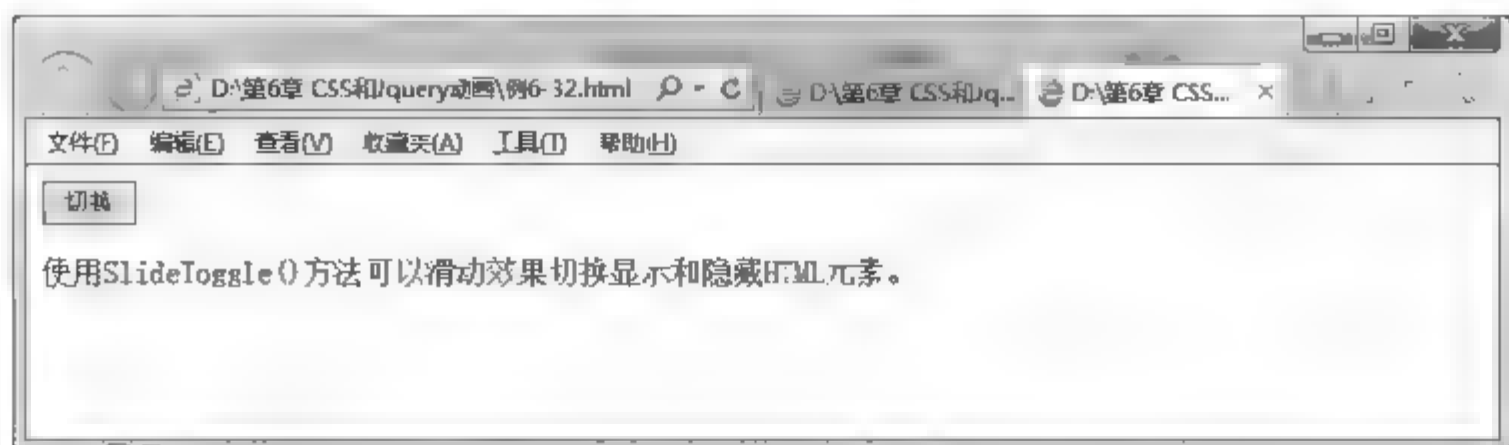 D:\第6章 CSS和Jquery动画\例6-32.html
D:\第6章 CSS和Jq...
D:\第6章 CSS...
文件(F) 编辑(E) 查看(V) 收藏夹(A) 工具(T) 帮助(H)
切换
使用SlideToggle()方法可以滑动效果切换显示和隐藏HTML元素。